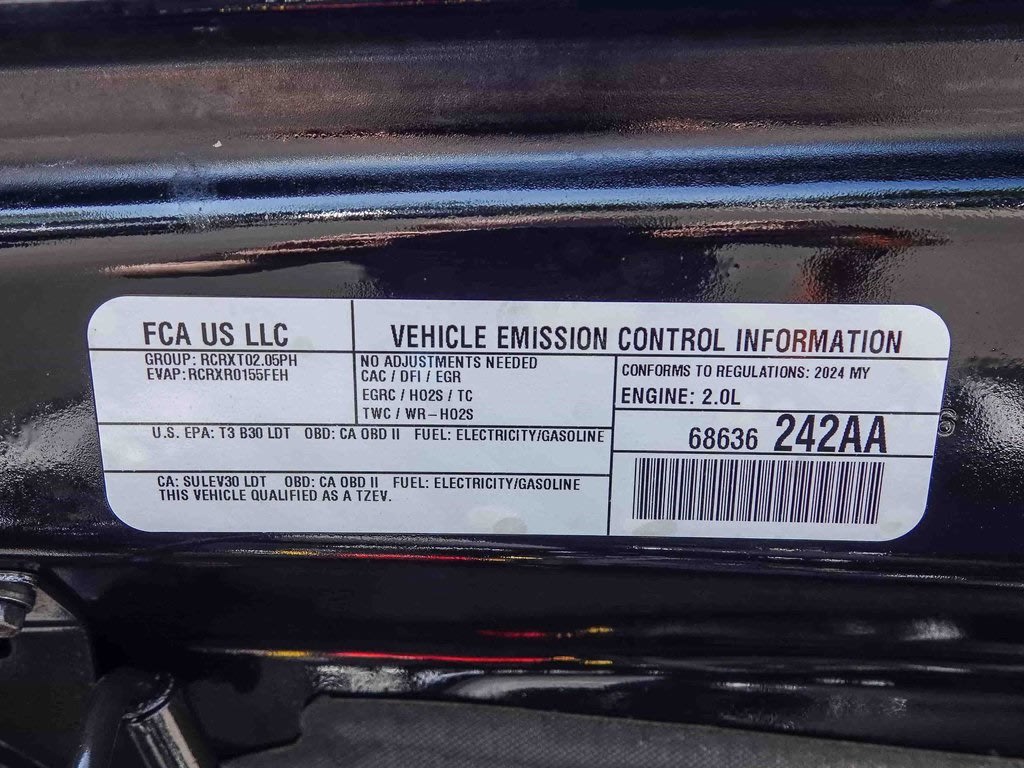 FCA US LLC
VEHICLE EMISSION CONTROL INFORMATION
GROUP: RCRXT02.05PH
EVAP: RCRXR0155FEH
NO ADJUSTMENTS NEEDED
CAC / DFI / EGR
EGRC / HO2S / TC
TWC / WR-HO2S
CONFORMS TO REGULATIONS: 2024 MY
ENGINE: 2.0L
U.S. EPA: T3 B30 LDT OBD: CA OBD II FUEL: ELECTRICITY/GASOLINE
68636 242AA
CA: SULEV30 LDT OBD: CA OBD II FUEL: ELECTRICITY/GASOLINE
THIS VEHICLE QUALIFIED AS A TZEV.